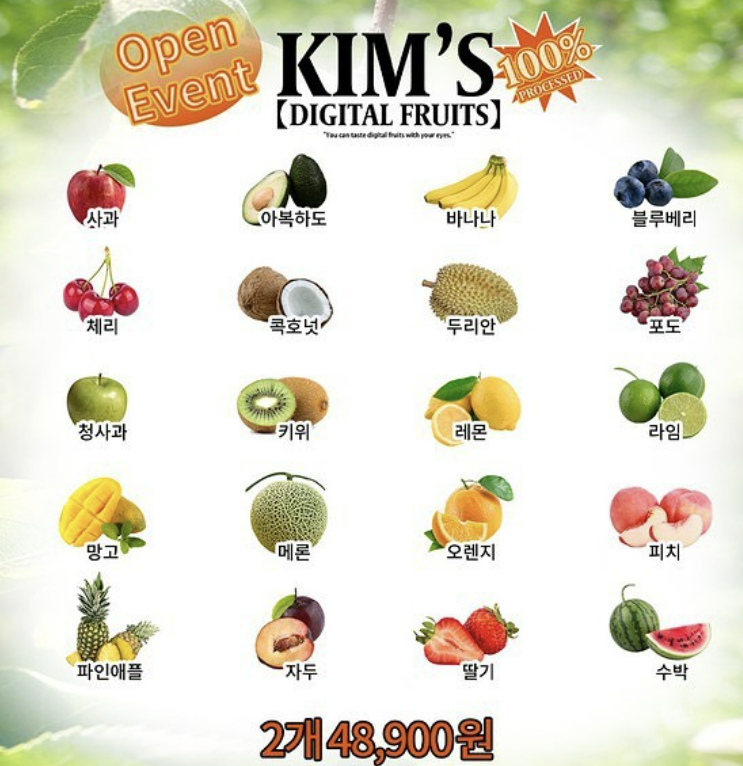 Open
Event
KIM'S
100%
PROCESSED
【DIGITAL FRUITS】
"You can taste digital fruits with your eyes."
사과
아복하도
바나나
블루베리
체리
콕호넛
두리안
포도
청사과
키위
레몬
라임
망고
메론
오렌지
피치
파인애플
자두
딸기
수박
2개 48,900원